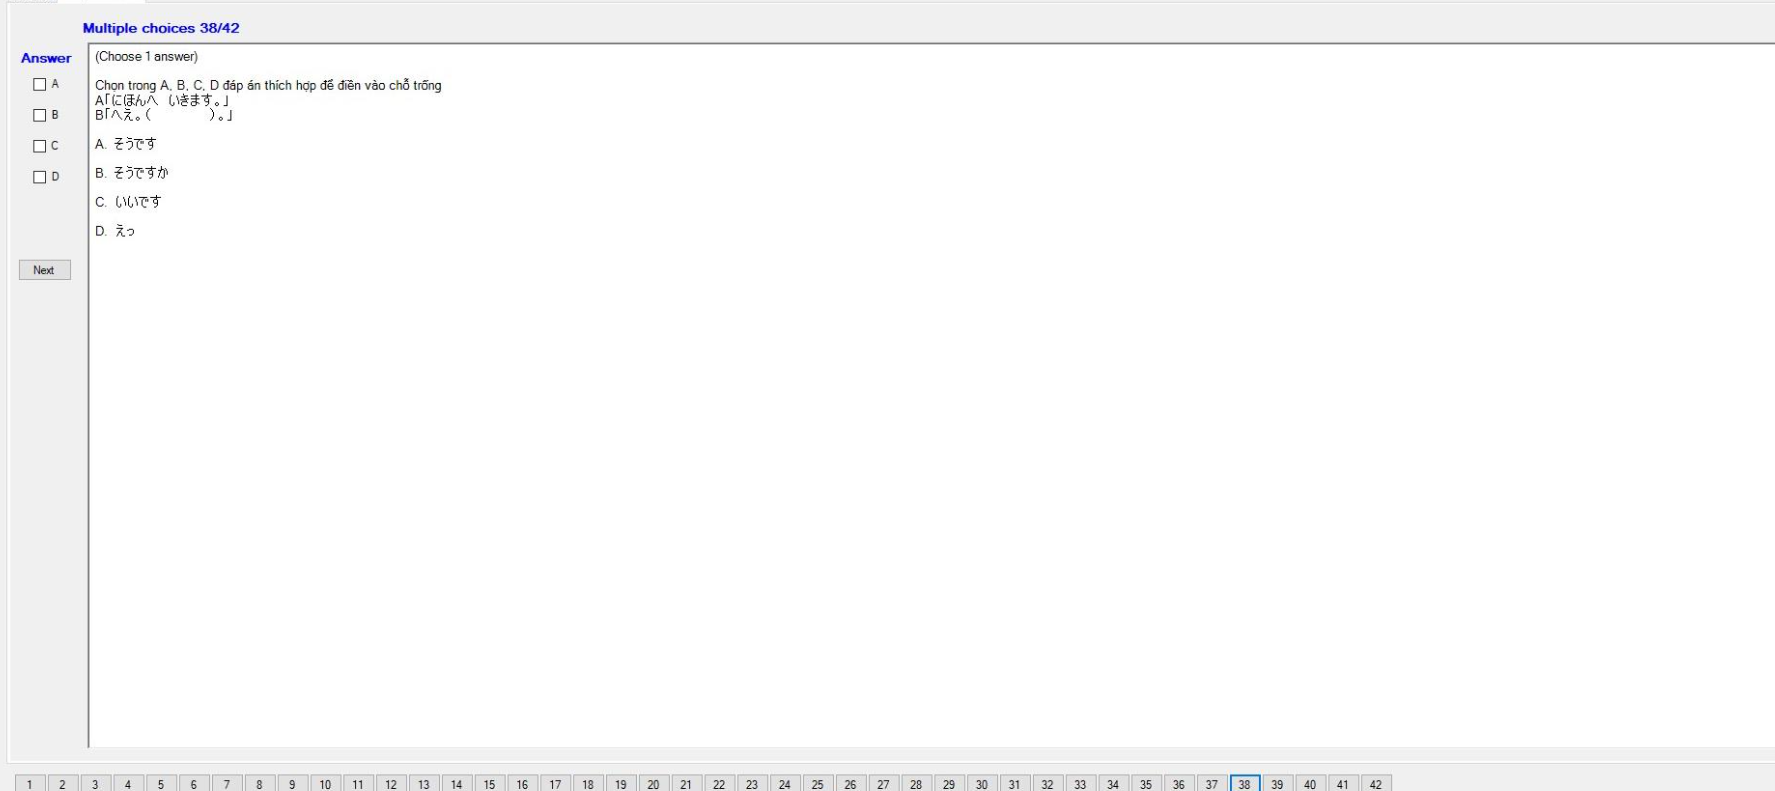 Multiple choices 38/42
Answer
(Choose 1 answer)
A
B
C
D
Chọn trong A, B, C, D đáp án thích hợp để điền vào chỗ trống
A「にほんへ　いきます。」
B「へえ。（　　　　）。」
A. そうです
B. そうですか
C. いいです
D. えっ
Next
1 2 3 4 5 6 7 8 9 10 11 12 13 14 15 16 17 18 19 20 21 22 23 24 25 26 27 28 29 30 31 32 33 34 35 36 37 38 39 40 41 42